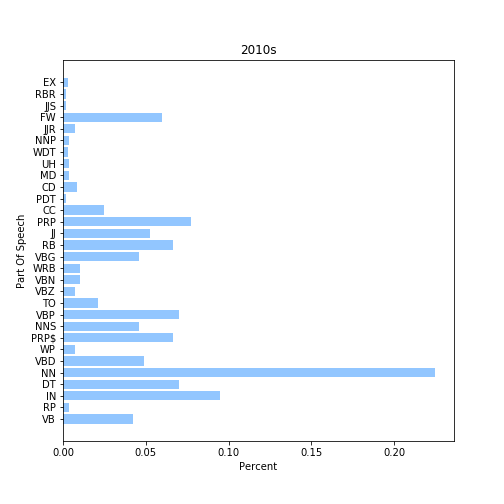 2010s
EX
RBR
JJS
FW
JJR
NNP
WDT
UH
MD
CD
PDT
CC
PRP
JJ
RB
VBG
WRB
VBN
VBZ
TO
VBP
NNS
PRP$
WP
VBD
NN
DT
IN
RP
VB
Part Of Speech
0.00 0.05 0.10 0.15 0.20
Percent